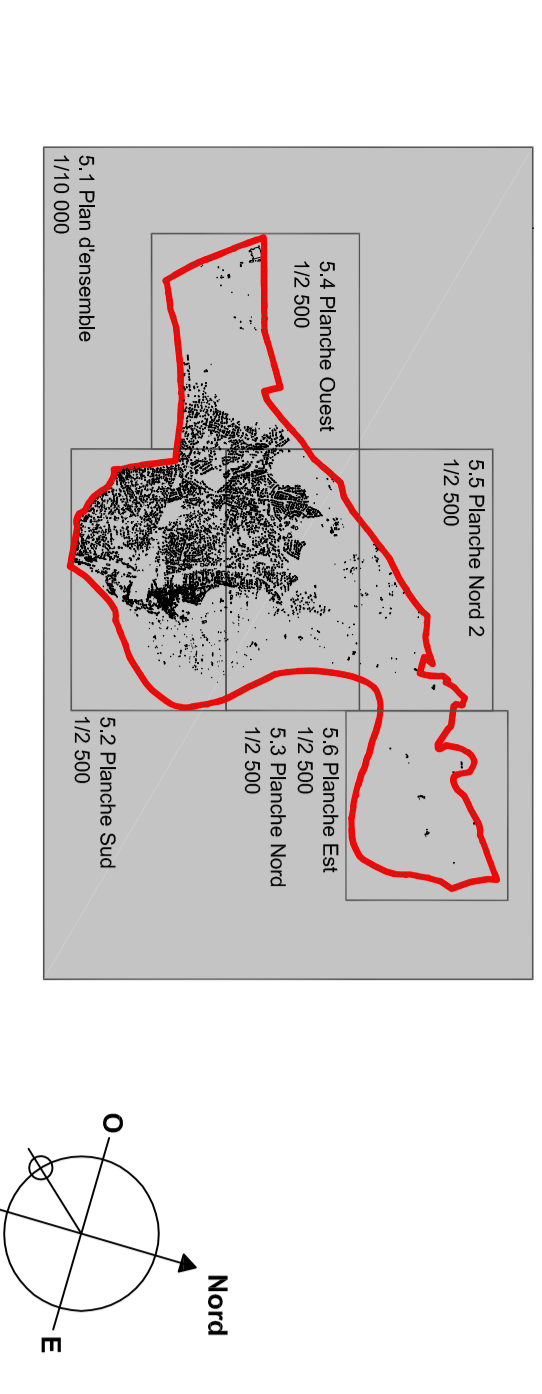 5.5 Planche Nord 2
1/2 500
5.4 Planche Ouest
1/2 500
5.6 Planche Est
1/2 500
5.3 Planche Nord
1/2 500
5.2 Planche Sud
1/2 500
5.1 Plan d'ensemble
1/10 000
Nord
O
E